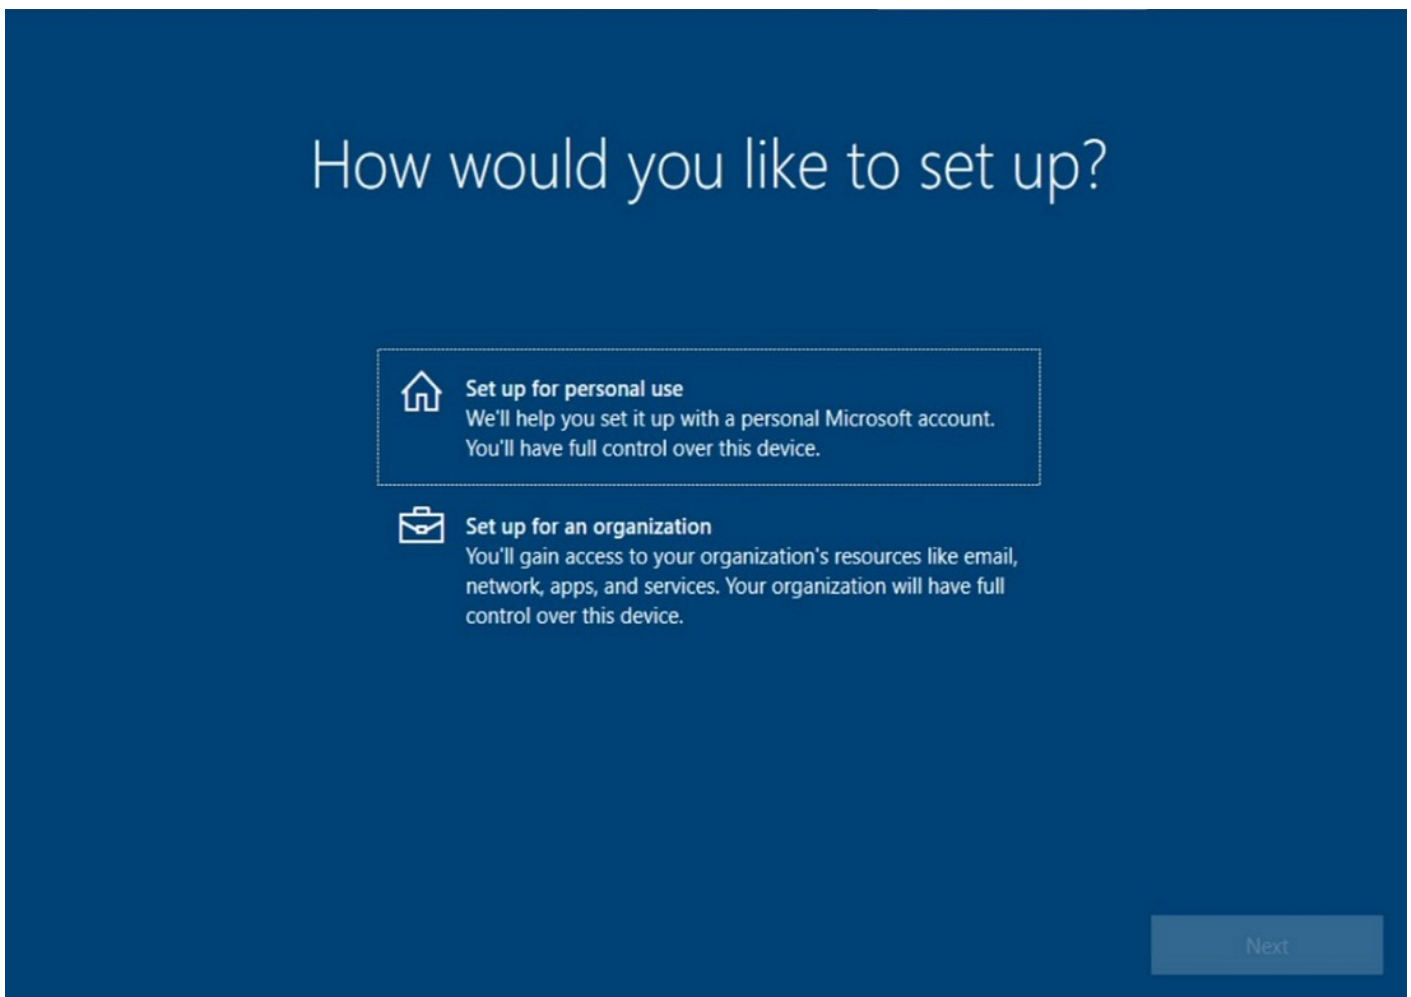 How would you like to set up?
Set up for personal use
We'll help you set it up with a personal Microsoft account.
You'll have full control over this device.
Set up for an organization
You'll gain access to your organization's resources like email,
network, apps, and services. Your organization will have full
control over this device.
Next